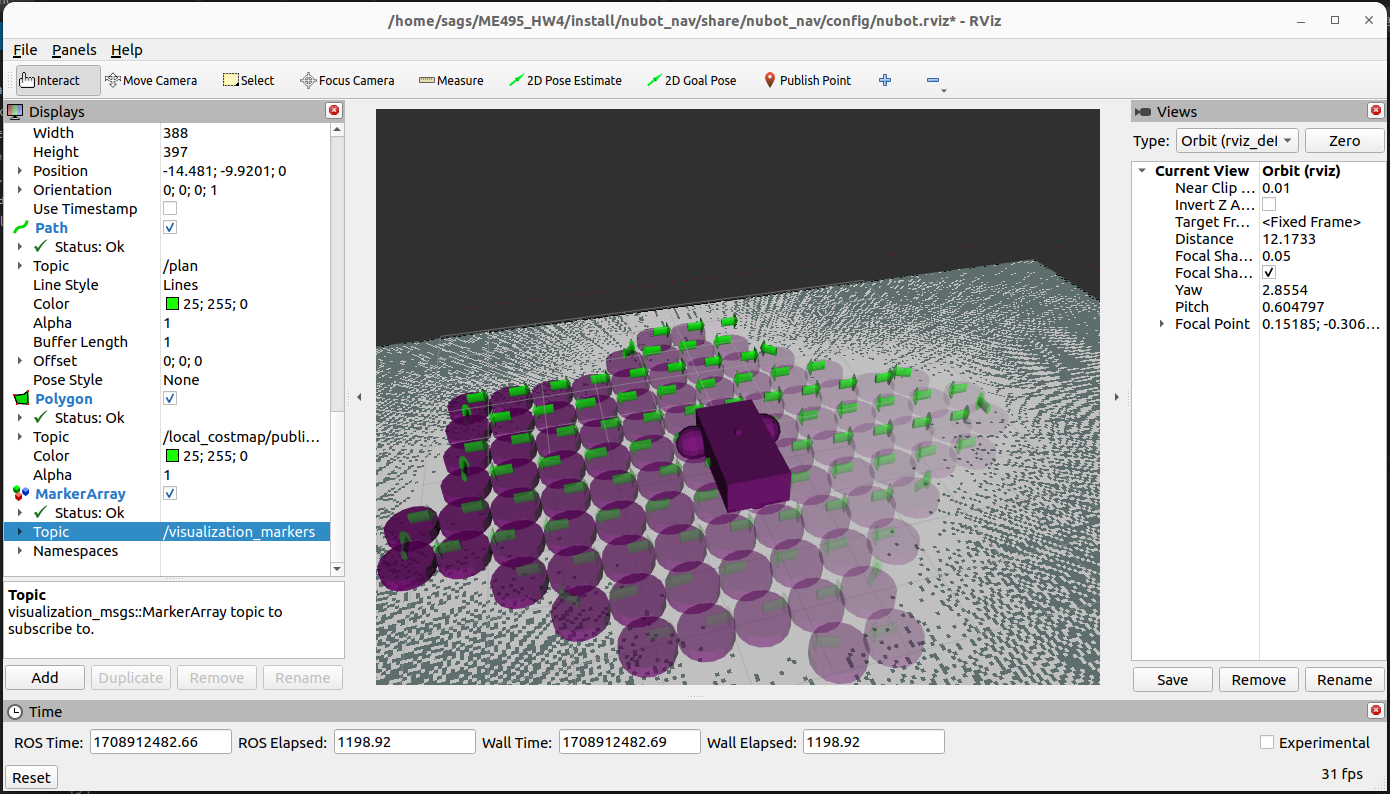 /home/sags/ME495_HW4/install/nubot_nav/share/nubot_nav/config/nubot.rviz* - RViz
File Panels Help
Interact Move Camera Select Focus Camera Measure 2D Pose Estimate 2D Goal Pose Publish Point
Displays
Width 388
Height 397
Position -14.481; -9.9201; 0
Orientation 0; 0; 0; 1
Use Timestamp
Path
Status: Ok
Topic /plan
Line Style Lines
Color 25; 255; 0
Alpha 1
Buffer Length 1
Offset 0; 0; 0
Pose Style None
Polygon
Status: Ok
Topic /local_costmap/publi...
Color 25; 255; 0
Alpha 1
MarkerArray
Status: Ok
Topic /visualization_markers
Namespaces
Topic
visualization_msgs::MarkerArray topic to
subscribe to.
Add Duplicate Remove Rename
Views
Type: Orbit (rviz_def Zero
Current View Orbit (rviz)
Near Clip ... 0.01
Invert Z A...
Target Fr... <Fixed Frame>
Distance 12.1733
Focal Sha... 0.05
Focal Sha...
Yaw 2.8554
Pitch 0.604797
Focal Point 0.15185; -0.306...
Save Remove Rename
Time
ROS Time: 1708912482.66 ROS Elapsed: 1198.92 Wall Time: 1708912482.69 Wall Elapsed: 1198.92 Experimental
Reset 31 fps